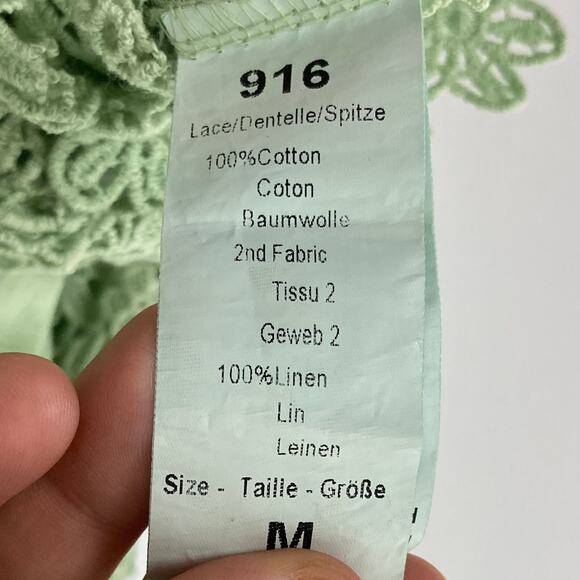 916
Lace/Dentelle/Spitze
100%Cotton
Coton
Baumwolle
2nd Fabric
Tissu 2
Geweb 2
100%Linen
Lin
Leinen
Size - Taille - Größe
M